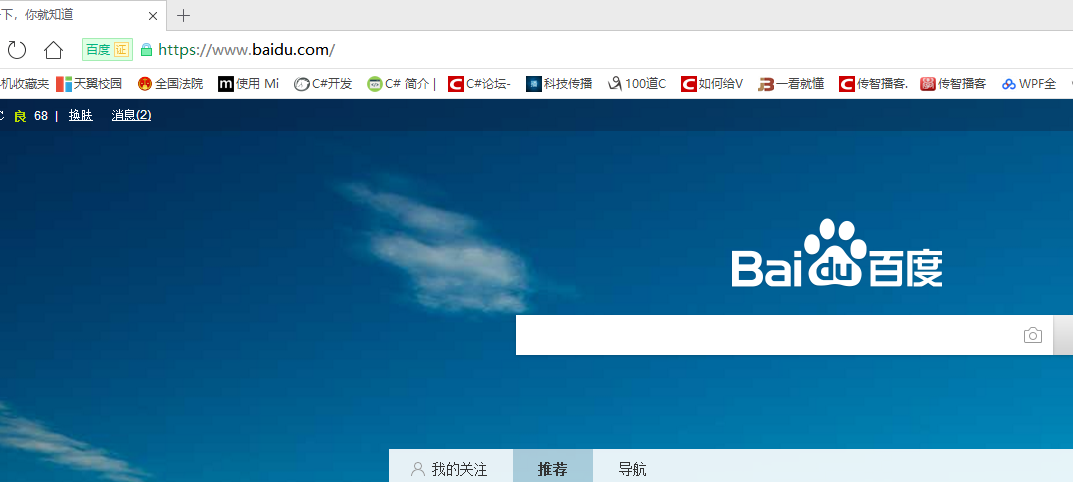 下，你就知道
百度 证 https://www.baidu.com/
机收藏夹 天翼校园 全国法院 使用 Mi C#开发 C# 简介 | C#论坛- 科技传播 100道C 如何给V 一看就懂 传智播客. 传智播客 WPF全
良 68 | 换肤 消息(2)
Bai du 百度
我的关注 推荐 导航